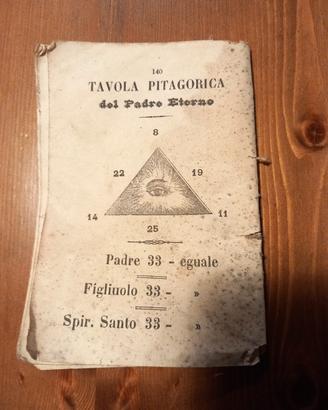 140
TAVOLA PITAGORICA
del Padre Eterno
8
22 19
14 11
25
Padre 33 - eguale
Figliuolo 33 - »
Spir. Santo 33 - »